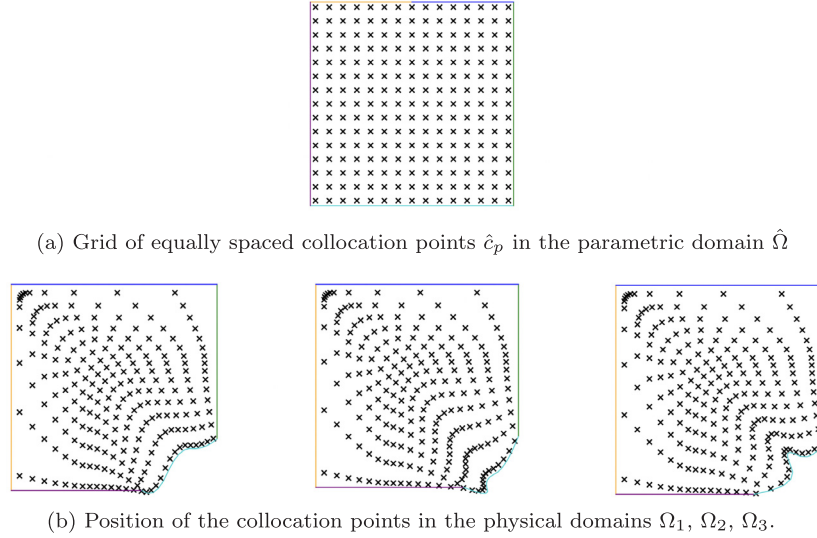 (a) Grid of equally spaced collocation points ĉₚ in the parametric domain Ω̂
(b) Position of the collocation points in the physical domains Ω₁, Ω₂, Ω₃.